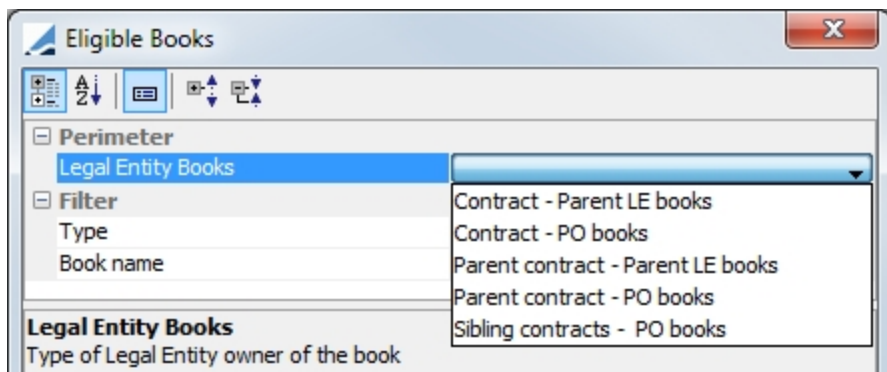 Eligible Books
Perimeter
Legal Entity Books
Filter
Type
Book name
Contract - Parent LE books
Contract - PO books
Parent contract - Parent LE books
Parent contract - PO books
Sibling contracts -  PO books
Legal Entity Books
Type of Legal Entity owner of the book